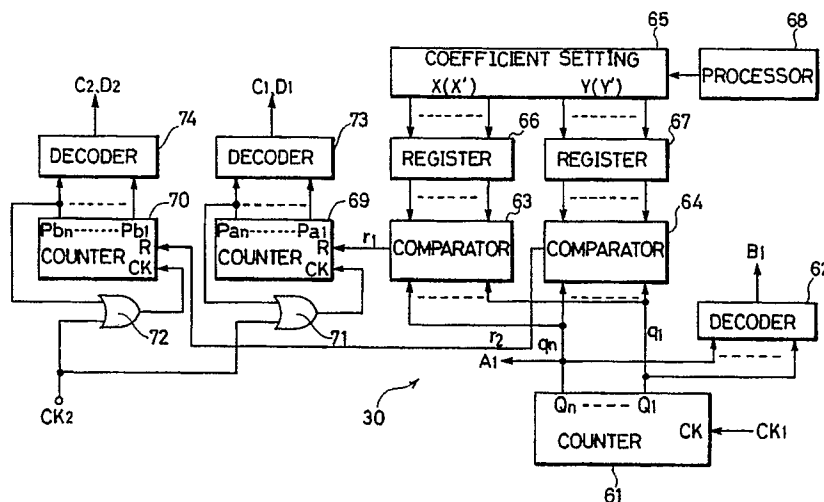 65
68
COEFFICIENT SETTING
X(X') Y(Y')
PROCESSOR
C2,D2 C1,D1
74 73 66 67
DECODER DECODER REGISTER REGISTER
70 69 63 64
Pbn Pb1 Pan Pa1
R R r1 COMPARATOR COMPARATOR
COUNTER COUNTER
CK CK
B1
62
DECODER
72 71 r2 qn q1
A1
CK2 30 Qn Q1
CK CK1
COUNTER
61